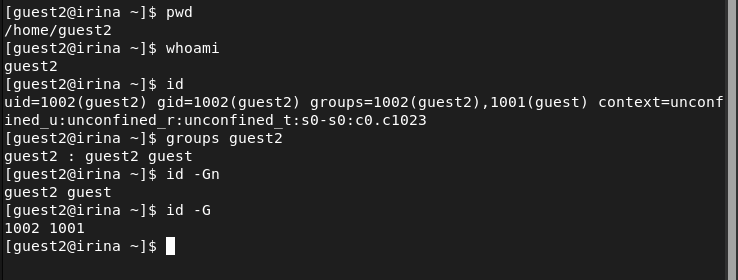 [guest2@irina ~]$ pwd
/home/guest2
[guest2@irina ~]$ whoami
guest2
[guest2@irina ~]$ id
uid=1002(guest2) gid=1002(guest2) groups=1002(guest2),1001(guest) context=unconf
ined_u:unconfined_r:unconfined_t:s0-s0:c0.c1023
[guest2@irina ~]$ groups guest2
guest2 : guest2 guest
[guest2@irina ~]$ id -Gn
guest2 guest
[guest2@irina ~]$ id -G
1002 1001
[guest2@irina ~]$